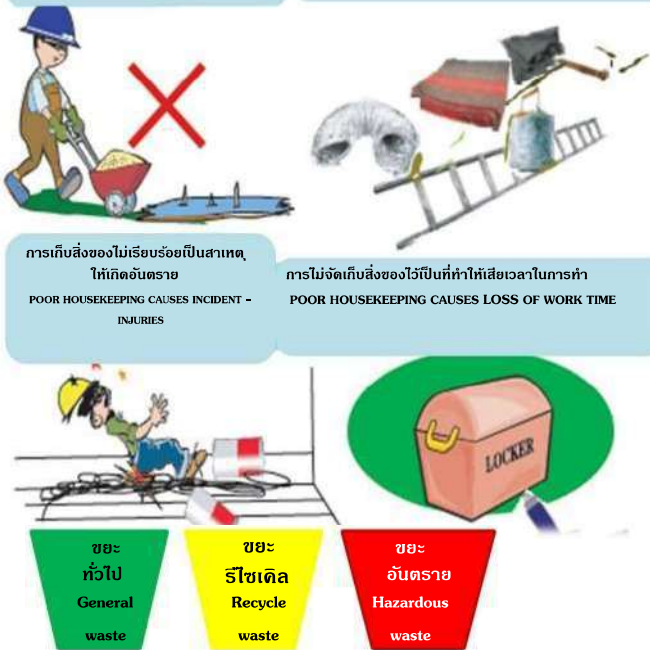 การเก็บสิ่งของไม่เรียบร้อยเป็นสาเหตุ
ให้เกิดอันตราย
POOR HOUSEKEEPING CAUSES INCIDENT –
INJURIES
การไม่จัดเก็บสิ่งของไว้เป็นที่ทำให้เสียเวลาในการทำ
POOR HOUSEKEEPING CAUSES LOSS OF WORK TIME
LOCKER
ขยะ
ทั่วไป
General
waste
ขยะ
รีไซเคิล
Recycle
waste
ขยะ
อันตราย
Hazardous
waste